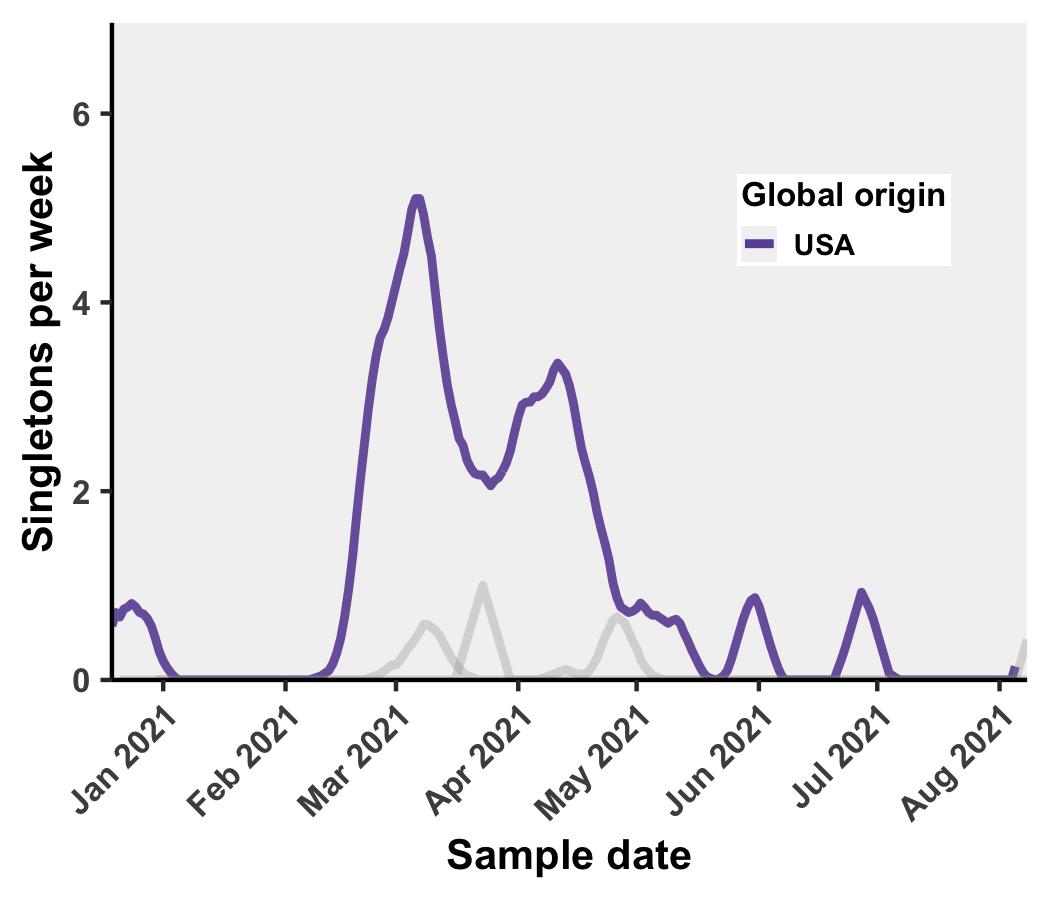 Singletons per week
6
4
2
0
Global origin
USA
Jan 2021
Feb 2021
Mar 2021
Apr 2021
May 2021
Jun 2021
Jul 2021
Aug 2021
Sample date